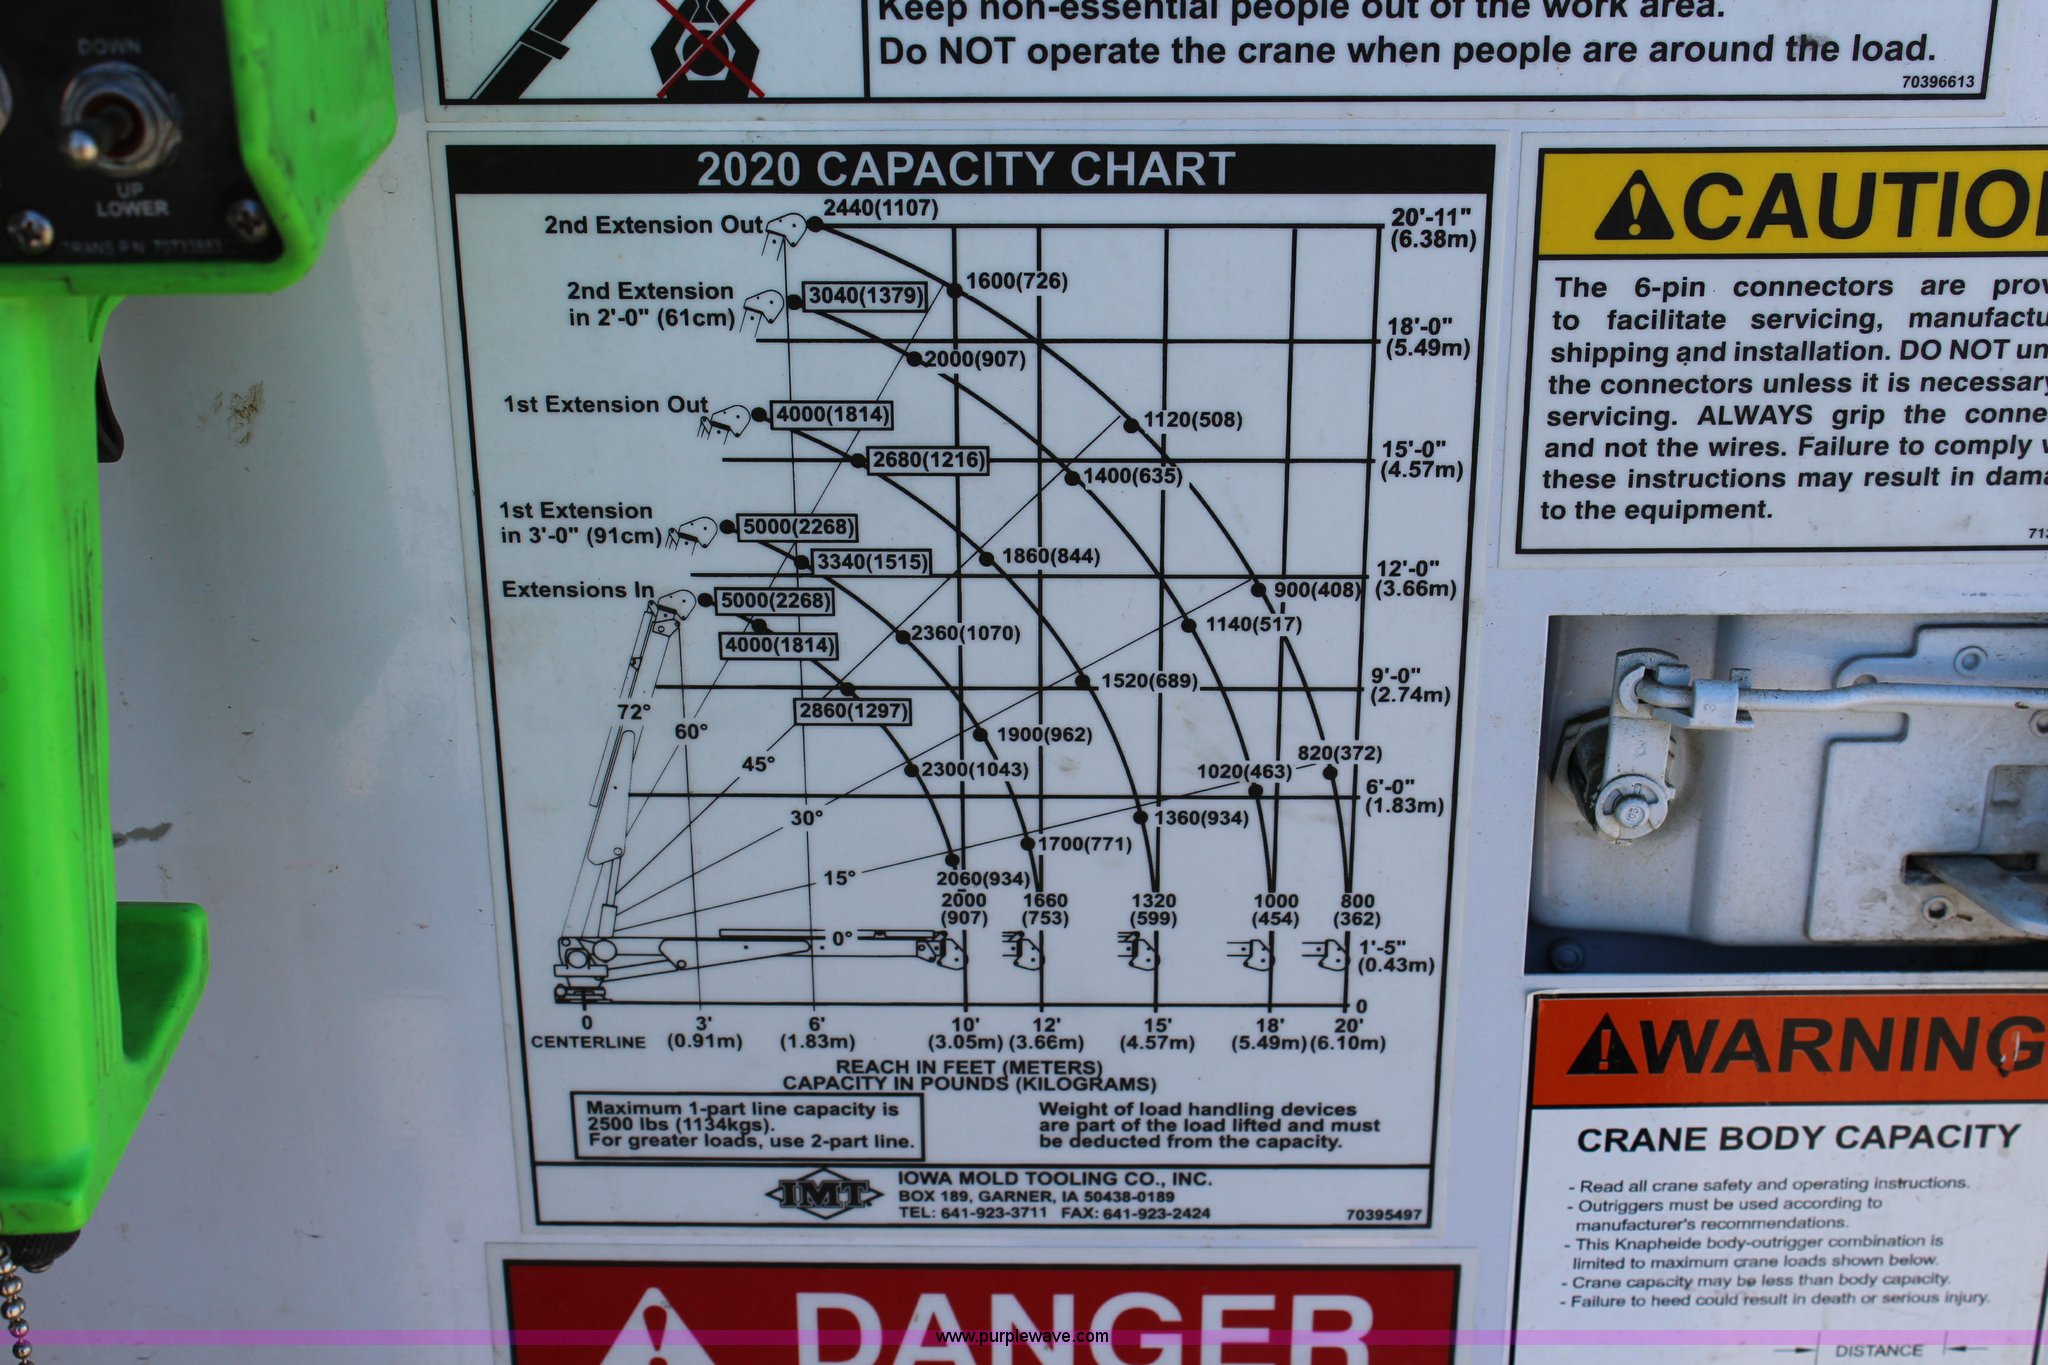 DOWN
UP
LOWER
Keep non-essential people out of the work area.
Do NOT operate the crane when people are around the load.
70396613
2020 CAPACITY CHART
2nd Extension Out
2440(1107)
20'-11"
(6.38m)
1600(726)
2nd Extension
in 2'-0" (61cm)
3040(1379)
18'-0"
(5.49m)
2000(907)
1st Extension Out
4000(1814)
1120(508)
15'-0"
(4.57m)
2680(1216)
1400(635)
1st Extension
in 3'-0" (91cm)
5000(2268)
3340(1515)
1860(844)
12'-0"
(3.66m)
900(408)
Extensions In
5000(2268)
4000(1814)
2360(1070)
1140(517)
9'-0"
(2.74m)
1520(689)
2860(1297)
72°
60°
45°
30°
15°
0°
1900(962)
2300(1043)
820(372)
1020(463)
6'-0"
(1.83m)
1360(934)
1700(771)
2060(934)
2000
(907)
1660
(753)
1320
(599)
1000
(454)
800
(362)
1'-5"
(0.43m)
0
0 3' 6' 10' 12' 15' 18' 20'
CENTERLINE (0.91m) (1.83m) (3.05m) (3.66m) (4.57m) (5.49m) (6.10m)
REACH IN FEET (METERS)
CAPACITY IN POUNDS (KILOGRAMS)
Maximum 1-part line capacity is
2500 lbs (1134kgs).
For greater loads, use 2-part line.
Weight of load handling devices
are part of the load lifted and must
be deducted from the capacity.
IMT
IOWA MOLD TOOLING CO., INC.
BOX 189, GARNER, IA 50438-0189
TEL: 641-923-3711 FAX: 641-923-2424
70395497
DANGER
CAUTIO
The 6-pin connectors are prov
to facilitate servicing, manufactu
shipping and installation. DO NOT un
the connectors unless it is necessary
servicing. ALWAYS grip the conne
and not the wires. Failure to comply
these instructions may result in dama
to the equipment.
WARNING
CRANE BODY CAPACITY
- Read all crane safety and operating instructions.
- Outriggers must be used according to
manufacturer's recommendations.
- This Knapheide body-outrigger combination is
limited to maximum crane loads shown below.
- Crane capacity may be less than body capacity.
- Failure to heed could result in death or serious injury.
DISTANCE
www.purplewave.com